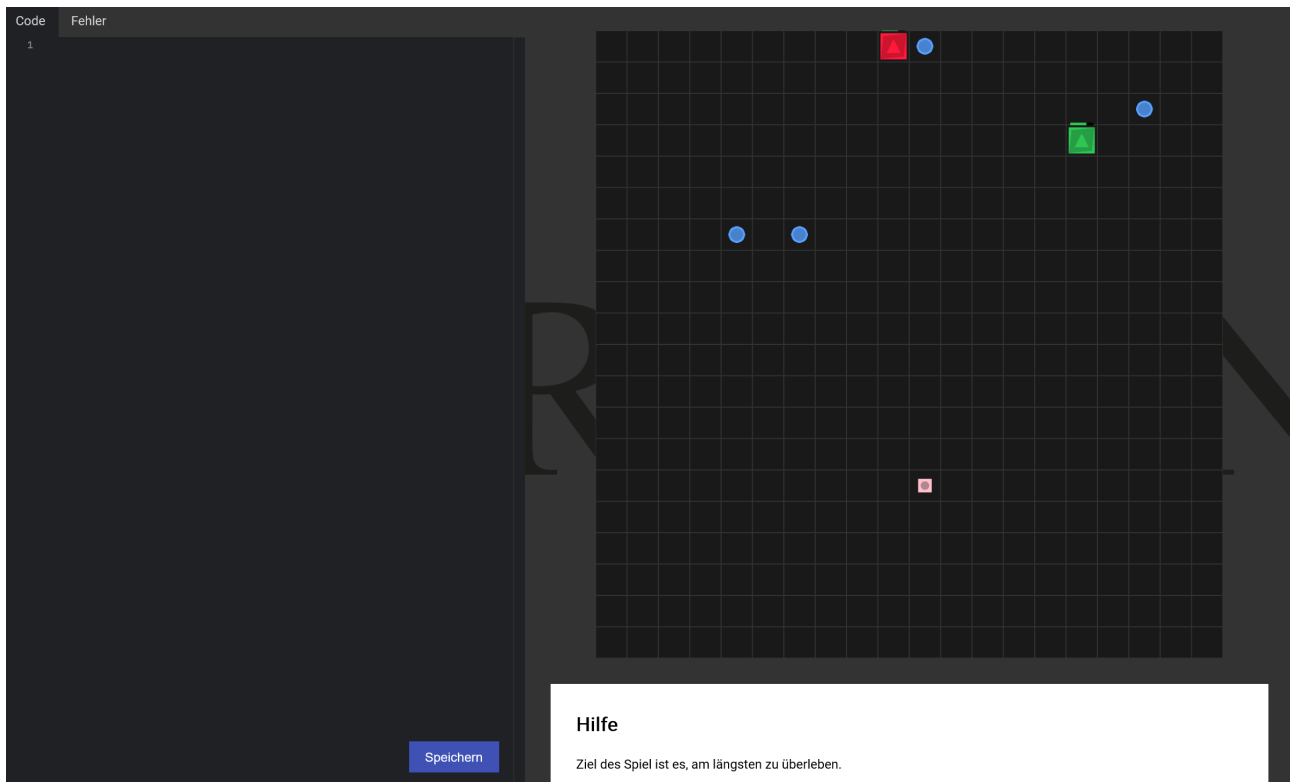 Code Fehler
1
R N
Speichern
Hilfe
Ziel des Spiel ist es, am längsten zu überleben.